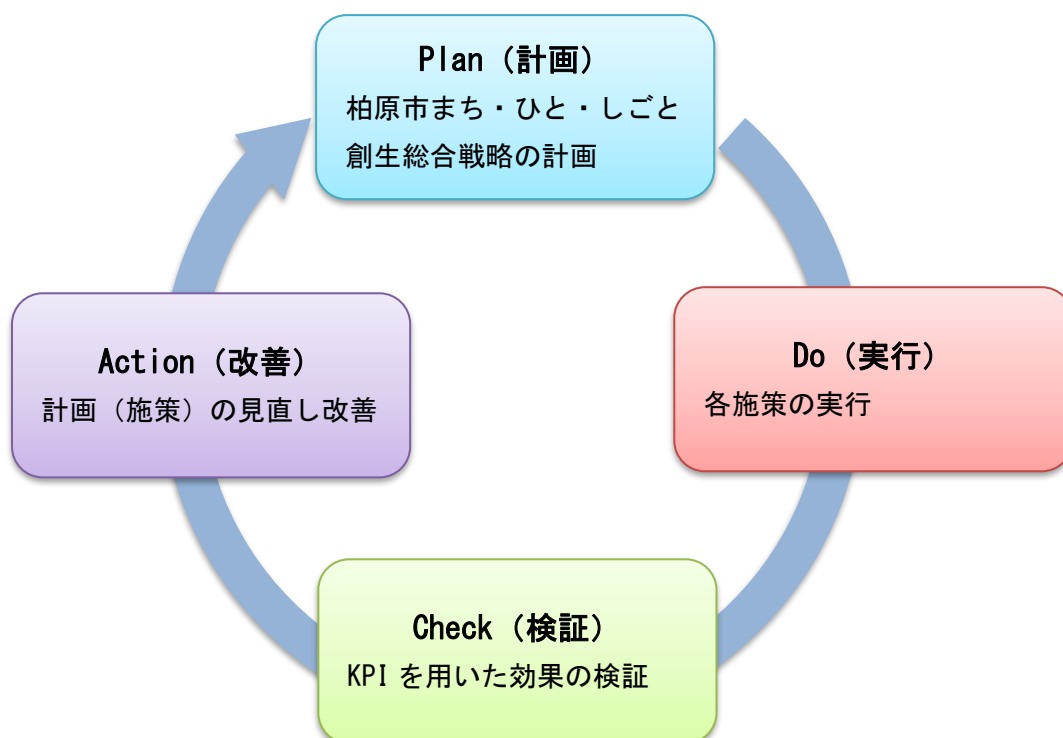 Plan（計画）
柏原市まち・ひと・しごと
創生総合戦略の計画
Do（実行）
各施策の実行
Check（検証）
KPI を用いた効果の検証
Action（改善）
計画（施策）の見直し改善